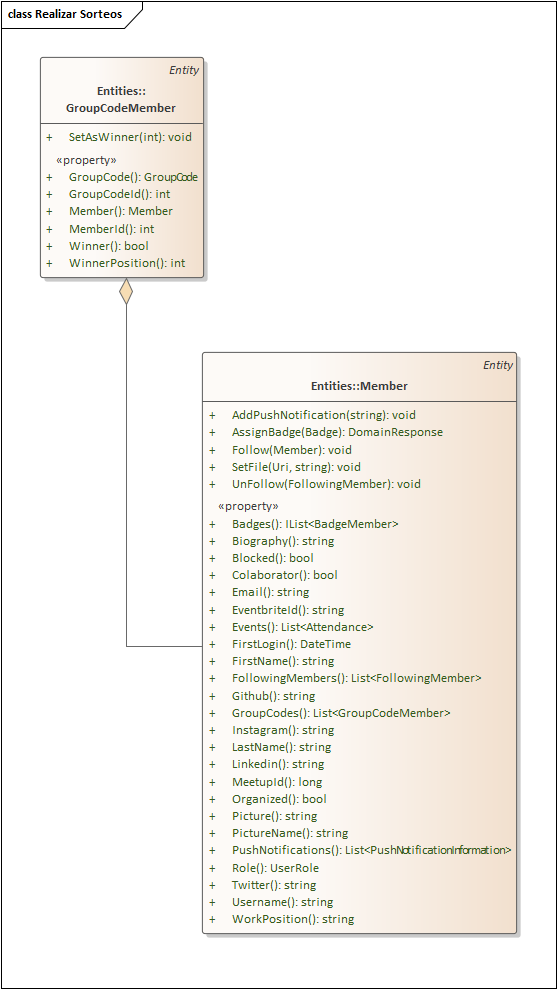 class Realizar Sorteos
Entity
Entities::
GroupCodeMember
+ SetAsWinner(int): void
«property»
+ GroupCode(): GroupCode
+ GroupCodeId(): int
+ Member(): Member
+ MemberId(): int
+ Winner(): bool
+ WinnerPosition(): int
Entity
Entities::Member
+ AddPushNotification(string): void
+ AssignBadge(Badge): DomainResponse
+ Follow(Member): void
+ SetFile(Uri, string): void
+ UnFollow(FollowingMember): void
«property»
+ Badges(): IList<BadgeMember>
+ Biography(): string
+ Blocked(): bool
+ Colaborator(): bool
+ Email(): string
+ EventbriteId(): string
+ Events(): List<Attendance>
+ FirstLogin(): DateTime
+ FirstName(): string
+ FollowingMembers(): List<FollowingMember>
+ Github(): string
+ GroupCodes(): List<GroupCodeMember>
+ Instagram(): string
+ LastName(): string
+ Linkedin(): string
+ MeetupId(): long
+ Organized(): bool
+ Picture(): string
+ PictureName(): string
+ PushNotifications(): List<PushNotificationInformation>
+ Role(): UserRole
+ Twitter(): string
+ Username(): string
+ WorkPosition(): string